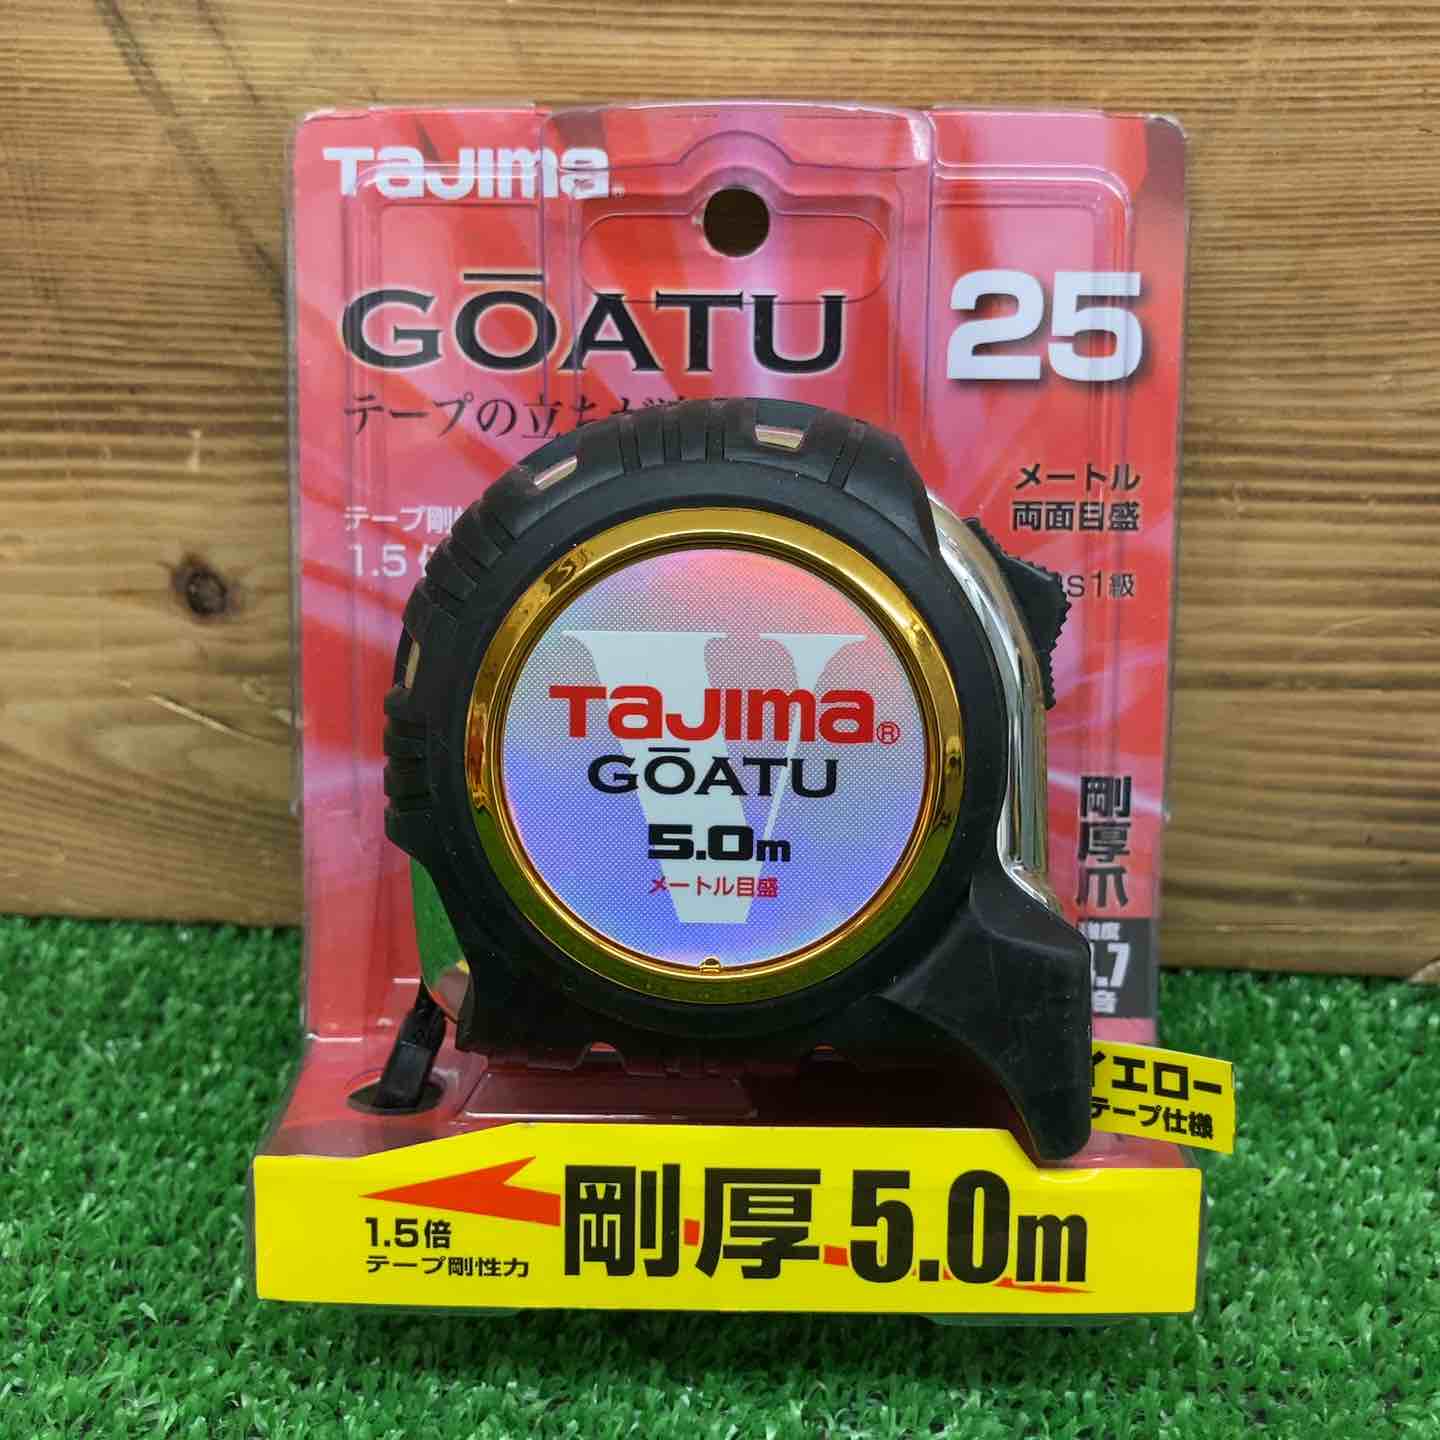 TAJIMA®
GŌATU
25
テープの立ち
メートル
両面目盛
テープ剛
1.5
1級
V
TAJIMA®
GŌATU
5.0m
メートル目盛
剛
厚
爪
.7
イエロー
テープ仕様
1.5倍
テープ剛性力
剛厚5.0m